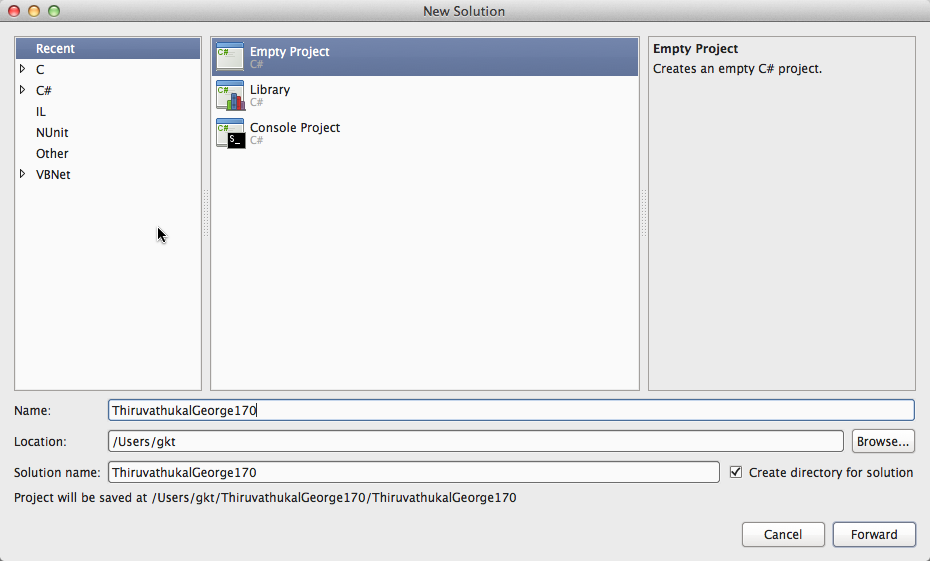 New Solution
Recent
C
C#
IL
NUnit
Other
VBNet
C#
Empty Project
C#
C#
Library
C#
C#
$_
Console Project
C#
Empty Project
Creates an empty C# project.
Name: ThiruvathukalGeorge170
Location: /Users/gkt Browse...
Solution name: ThiruvathukalGeorge170 Create directory for solution
Project will be saved at /Users/gkt/ThiruvathukalGeorge170/ThiruvathukalGeorge170
Cancel Forward